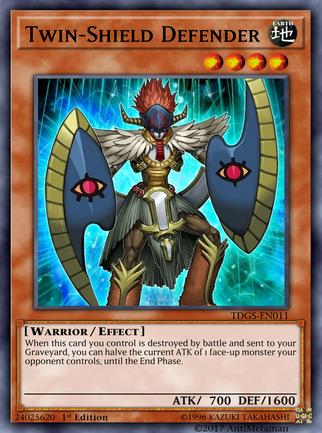 TWIN-SHIELD DEFENDER
EARTH
地
TDGS-EN011
[WARRIOR / EFFECT]
When this card you control is destroyed by battle and sent to your
Graveyard, you can halve the current ATK of 1 face-up monster your
opponent controls, until the End Phase.
ATK/ 700 DEF/1600
24025620 1st Edition ©1996 KAZUKI TAKAHASHI
©2017 AntiMetaman